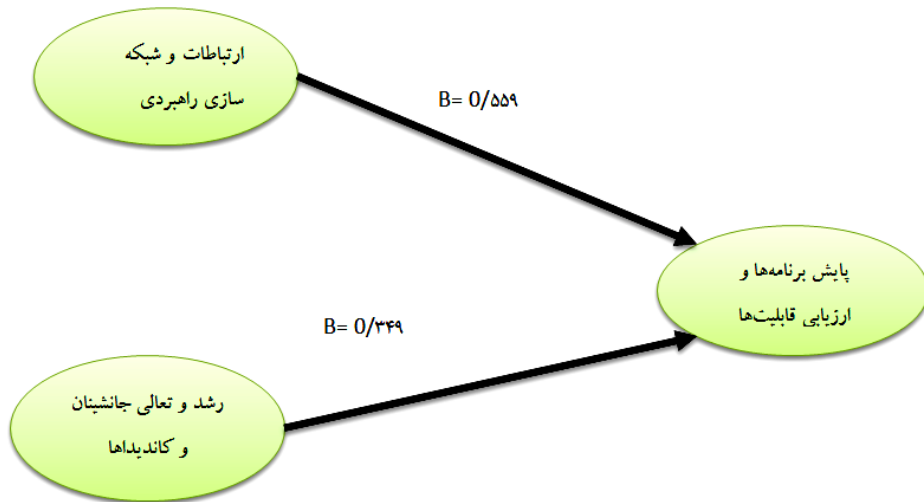 ارتباطات و شبکه
سازی راهبردی
B= 0/۵۵۹
پایش برنامه‌ها و
ارزیابی قابلیت‌ها
B= 0/۳۴۹
رشد و تعالی جانشینان
و کاندیداها